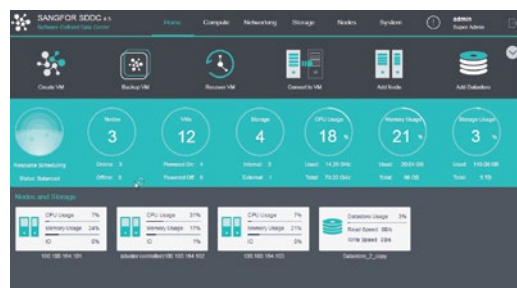 SANGFOR SDDC 4.5
Software-Defined Data Center
Home Compute Networking Storage Nodes System
admin
Super Admin
Create VM Backup VM Recover VM Convert to VM Add Node Add Datastore
Nodes VMs Storage CPU Usage Memory Usage Storage Usage
3 12 4 18 % 21 % 3 %
Resource Scheduling
Online 3 Powered On 4 Internal 3 Used Used Used
Status: Balanced
Offline 0 Powered Off 8 External 1 Total Total Total
Nodes and Storage
CPU Usage 7%
Memory Usage 24%
IO 0%
CPU Usage 31%
Memory Usage 17%
IO 1%
CPU Usage 7%
Memory Usage 21%
IO 0%
Datastore Usage 3%
Read Speed
Write Speed
Datastore_2_copy